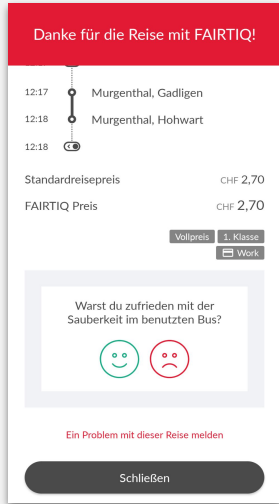 Danke für die Reise mit FAIRTIQ!
12:17 Murgenthal, Gadligen
12:18 Murgenthal, Hohwart
12:18
Standardreisepreis CHF 2,70
FAIRTIQ Preis CHF 2,70
Vollpreis 1. Klasse
Work
Warst du zufrieden mit der
Sauberkeit im benutzten Bus?
Ein Problem mit dieser Reise melden
Schließen